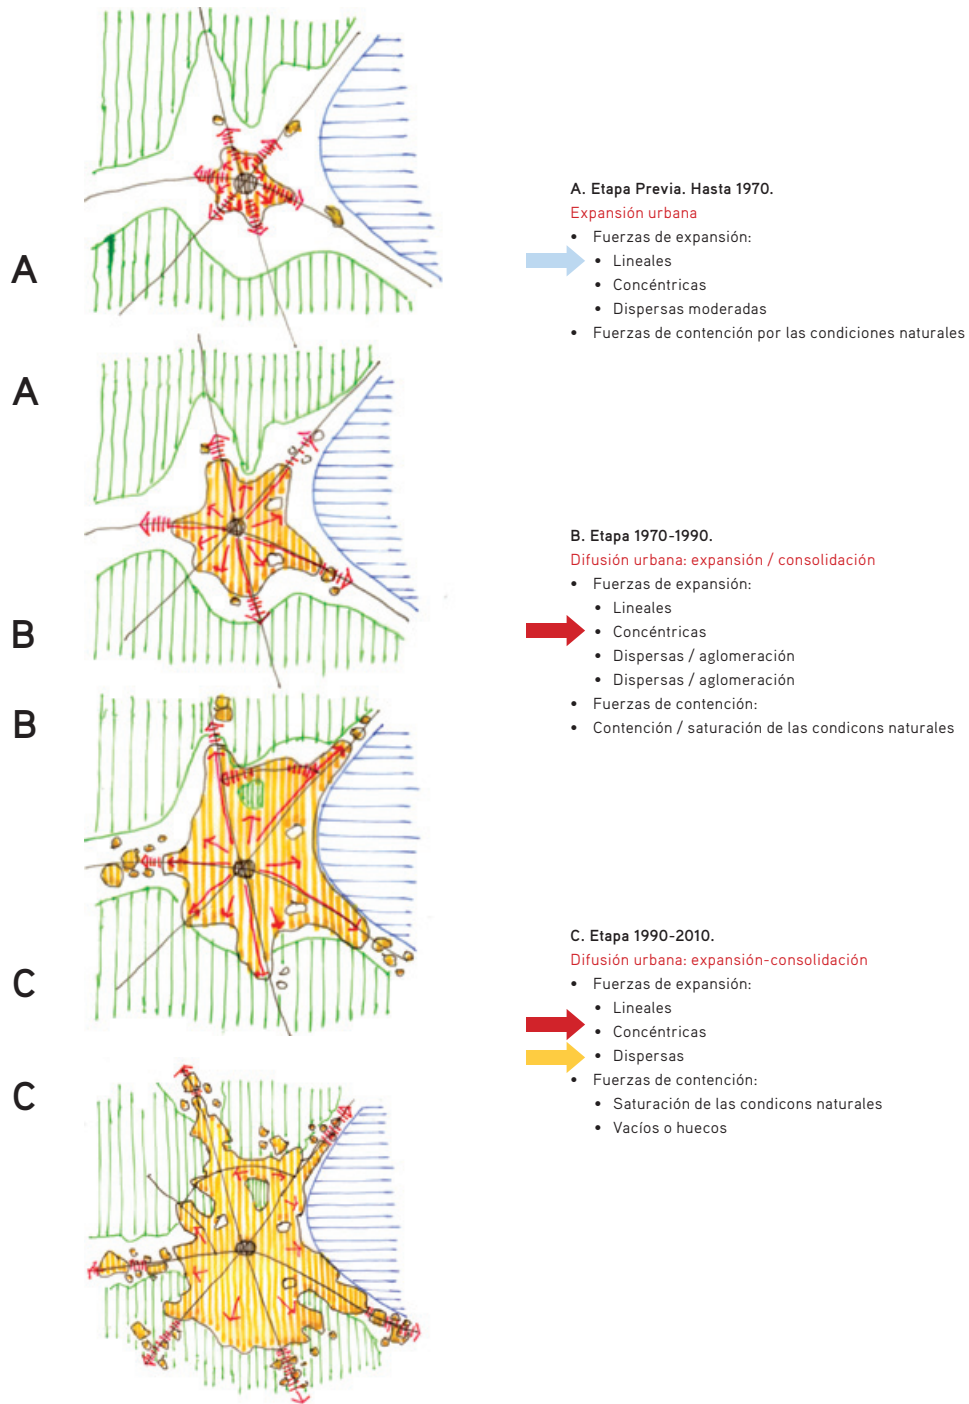 A
A. Etapa Previa. Hasta 1970.
Expansión urbana
• Fuerzas de expansión:
• Lineales
• Concéntricas
• Dispersas moderadas
• Fuerzas de contención por las condiciones naturales
A
B
B. Etapa 1970-1990.
Difusión urbana: expansión / consolidación
• Fuerzas de expansión:
• Lineales
• Concéntricas
• Dispersas / aglomeración
• Dispersas / aglomeración
• Fuerzas de contención:
• Contención / saturación de las condicons naturales
B
C
C. Etapa 1990-2010.
Difusión urbana: expansión-consolidación
• Fuerzas de expansión:
• Lineales
• Concéntricas
• Dispersas
• Fuerzas de contención:
• Saturación de las condicons naturales
• Vacíos o huecos
C